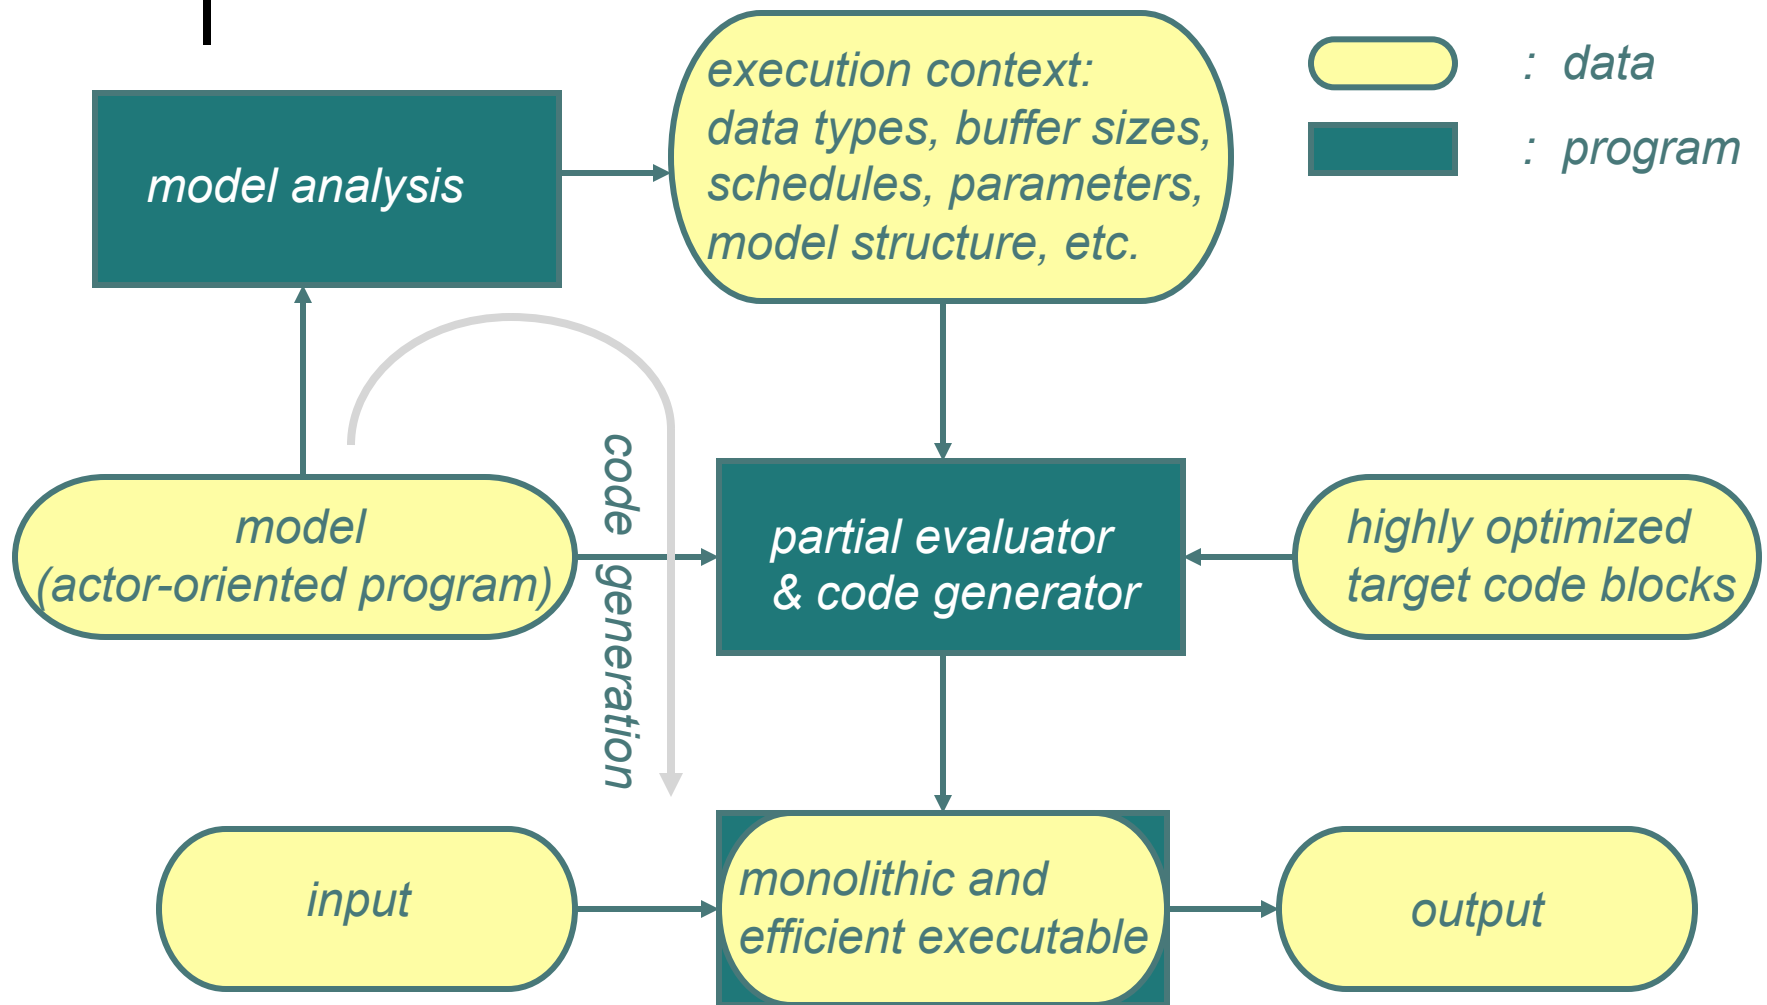 execution context:
data types, buffer sizes,
schedules, parameters,
model structure, etc.
: data
: program
model analysis
code generation
model
(actor-oriented program)
partial evaluator
& code generator
highly optimized
target code blocks
input
monolithic and
efficient executable
output